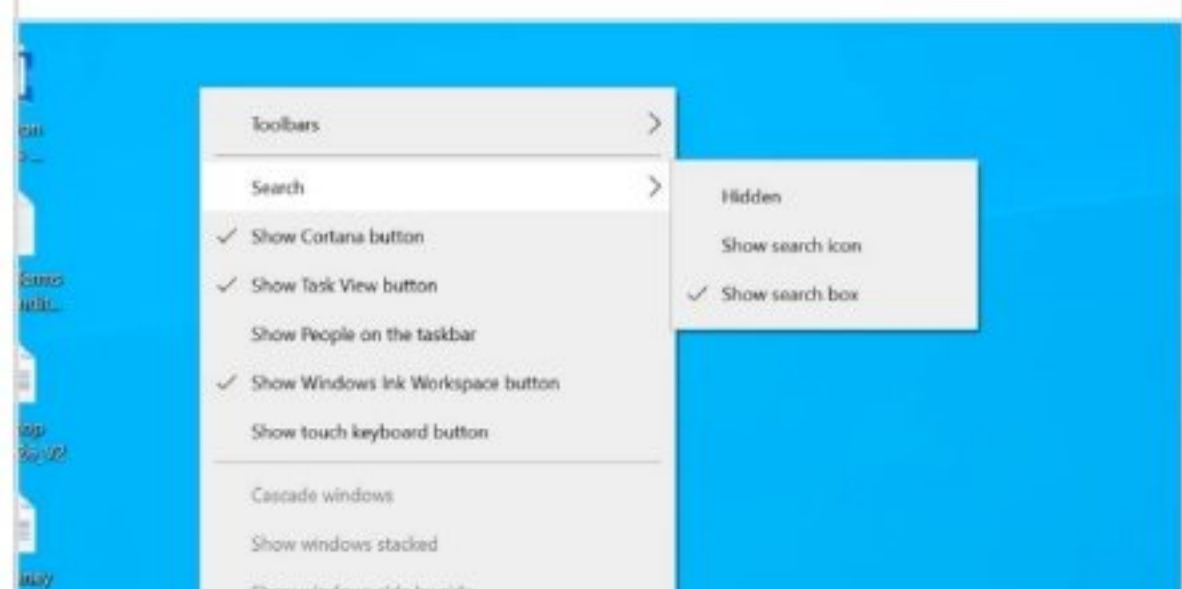 Toolbars
Search
Hidden
Show Cortana button
Show search icon
Show Task View button
Show search box
Show People on the taskbar
Show Windows Ink Workspace button
Show touch keyboard button
Cascade windows
Show windows stacked